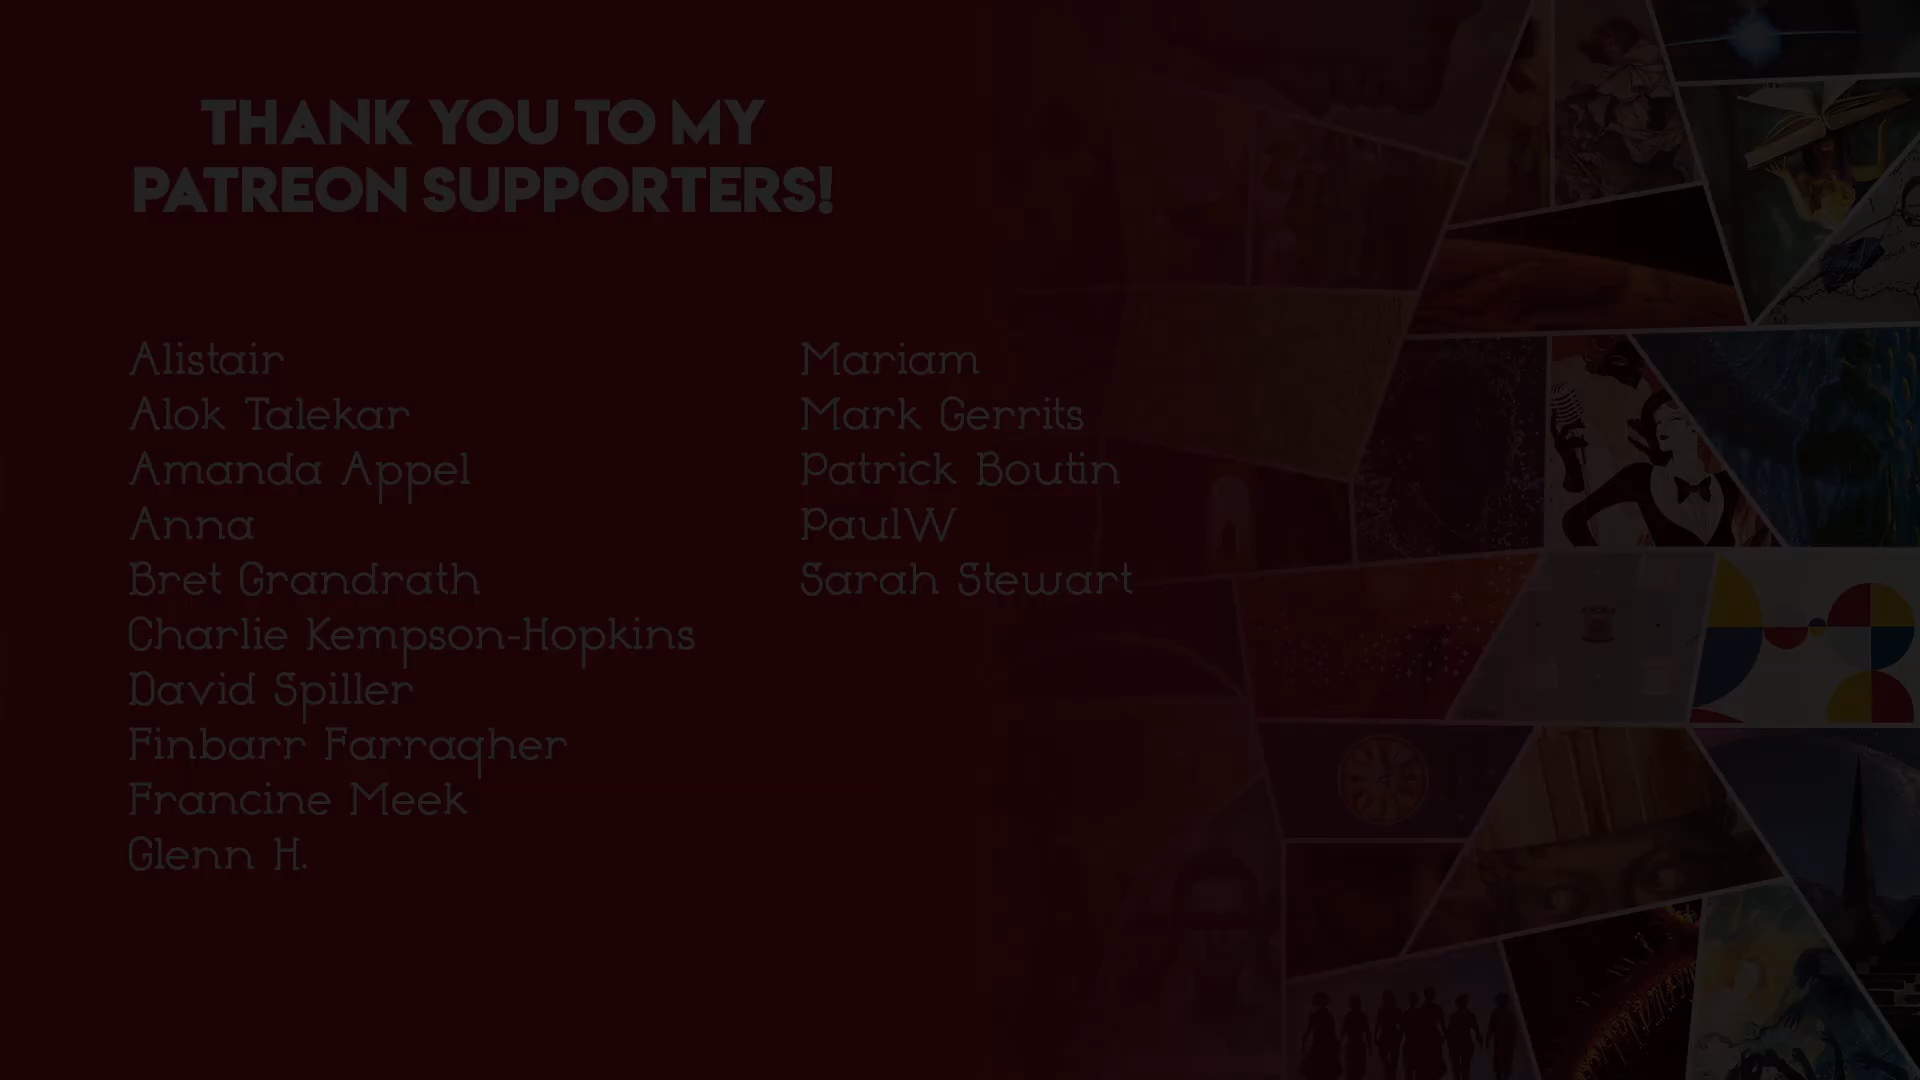 THANK YOU TO MY
PATREON SUPPORTERS!
Alistair
Alok Talekar
Amanda Appel
Anna
Bret Grandrath
Charlie Kempson-Hopkins
David Spiller
Finbarr Farragher
Francine Meek
Glenn H.
Mariam
Mark Gerrits
Patrick Boutin
PaulW
Sarah Stewart